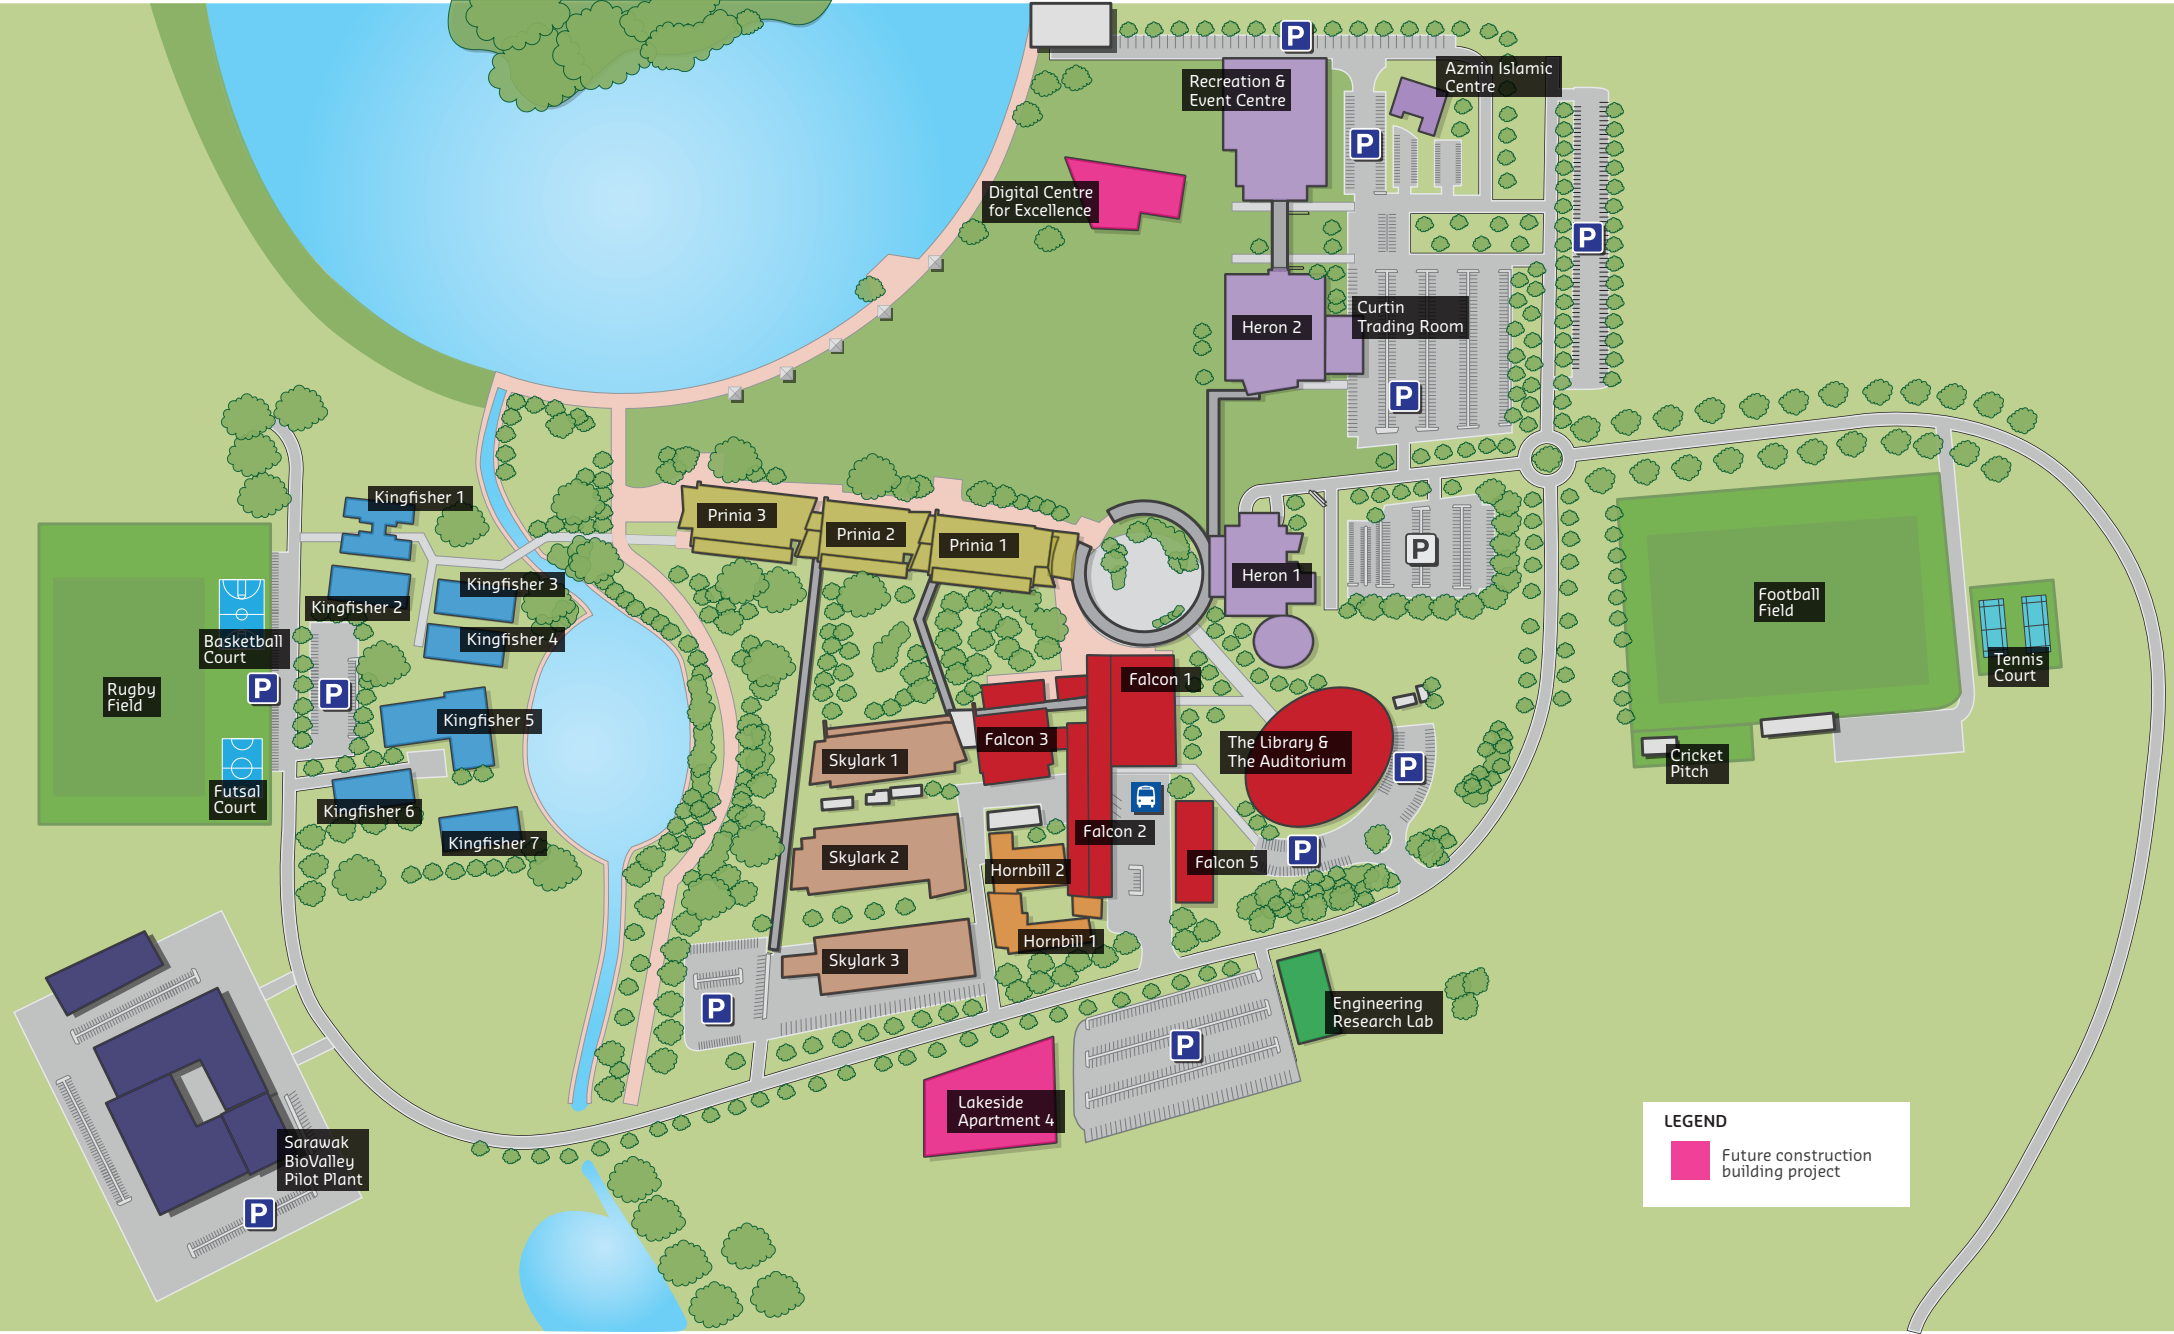 P
Azmin Islamic
Centre
Recreation &
Event Centre
P
Digital Centre
for Excellence
P
Curtin
Trading Room
Heron 2
P
Kingfisher 1
Prinia 3
Prinia 2
Prinia 1
P
Heron 1
Kingfisher 3
Kingfisher 2
Football
Field
Kingfisher 4
Basketball
Court
Tennis
Court
Rugby
Field
P
P
Falcon 1
Kingfisher 5
Falcon 3
The Library &
The Auditorium
Skylark 1
P
Cricket
Pitch
Futsal
Court
Kingfisher 6
Falcon 2
Kingfisher 7
Skylark 2
P
Falcon 5
Hornbill 2
Hornbill 1
Skylark 3
P
Engineering
Research Lab
P
Lakeside
Apartment 4
Sarawak
BioValley
Pilot Plant
P
LEGEND
Future construction
building project